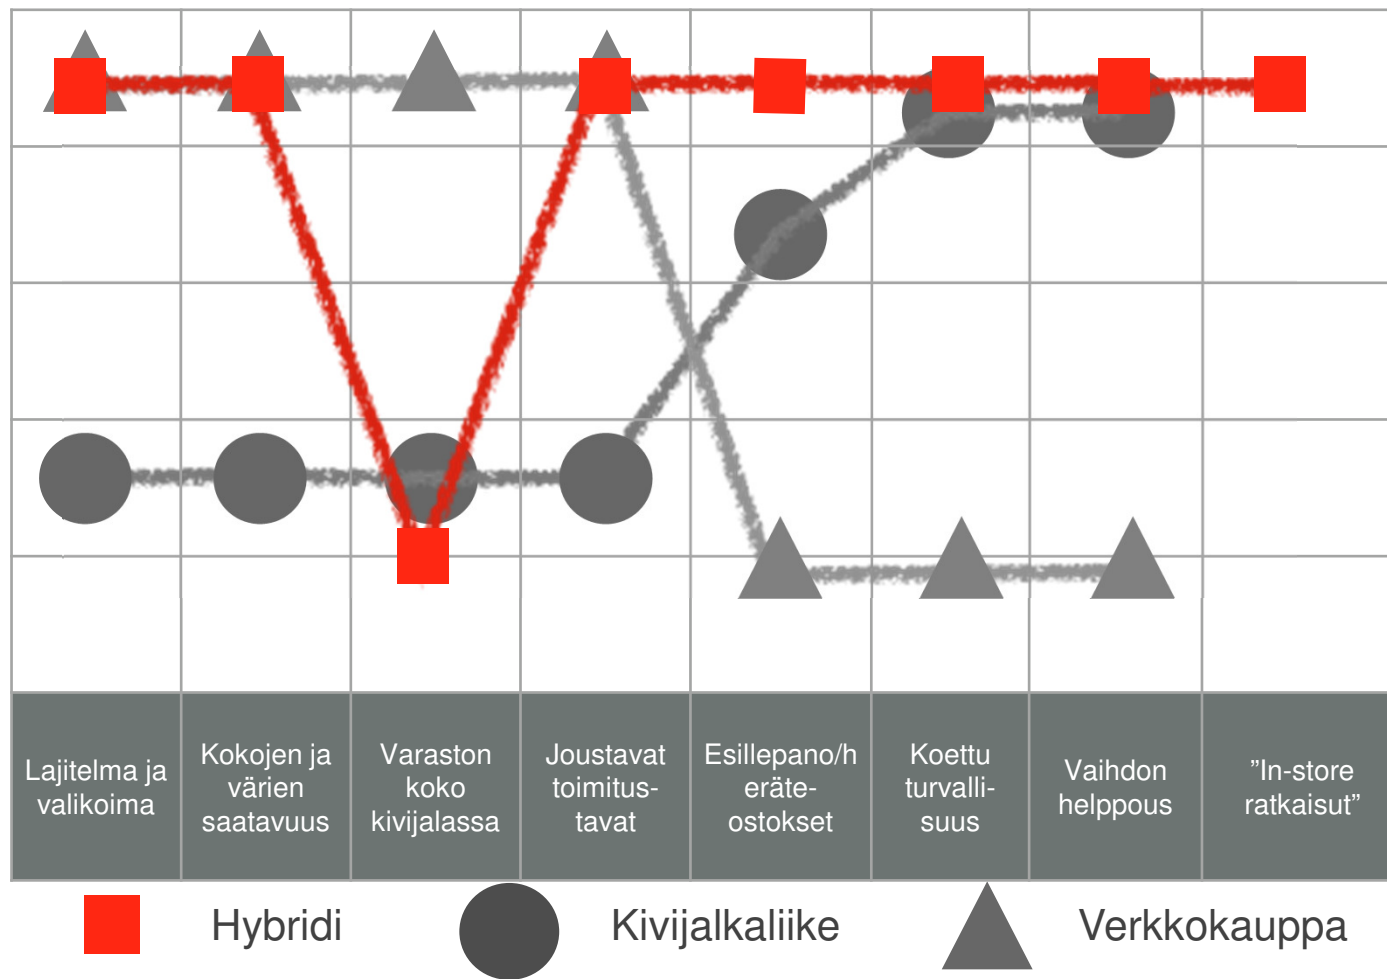 Lajitelma ja
valikoima
Kokojen ja
värien
saatavuus
Varaston
koko
kivijalassa
Joustavat
toimitus-
tavat
Esillepano/h
eräte-
ostokset
Koettu
turvalli-
suus
Vaihdon
helppous
”In-store
ratkaisut”
Hybridi
Kivijalkaliike
Verkkokauppa